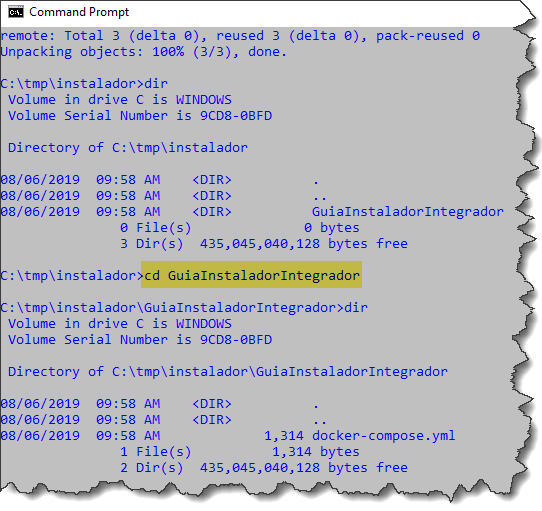 Command Prompt
remote: Total 3 (delta 0), reused 3 (delta 0), pack-reused 0
Unpacking objects: 100% (3/3), done.
C:\tmp\instalador>dir
Volume in drive C is WINDOWS
Volume Serial Number is 9CD8-0BFD
Directory of C:\tmp\instalador
08/06/2019  09:58 AM    <DIR>          .
08/06/2019  09:58 AM    <DIR>          ..
08/06/2019  09:58 AM    <DIR>          GuiaInstaladorIntegrador
0 File(s)              0 bytes
3 Dir(s)  435,045,040,128 bytes free
C:\tmp\instalador>cd GuiaInstaladorIntegrador
C:\tmp\instalador\GuiaInstaladorIntegrador>dir
Volume in drive C is WINDOWS
Volume Serial Number is 9CD8-0BFD
Directory of C:\tmp\instalador\GuiaInstaladorIntegrador
08/06/2019  09:58 AM    <DIR>          .
08/06/2019  09:58 AM    <DIR>          ..
08/06/2019  09:58 AM             1,314 docker-compose.yml
1 File(s)          1,314 bytes
2 Dir(s)  435,045,040,128 bytes free